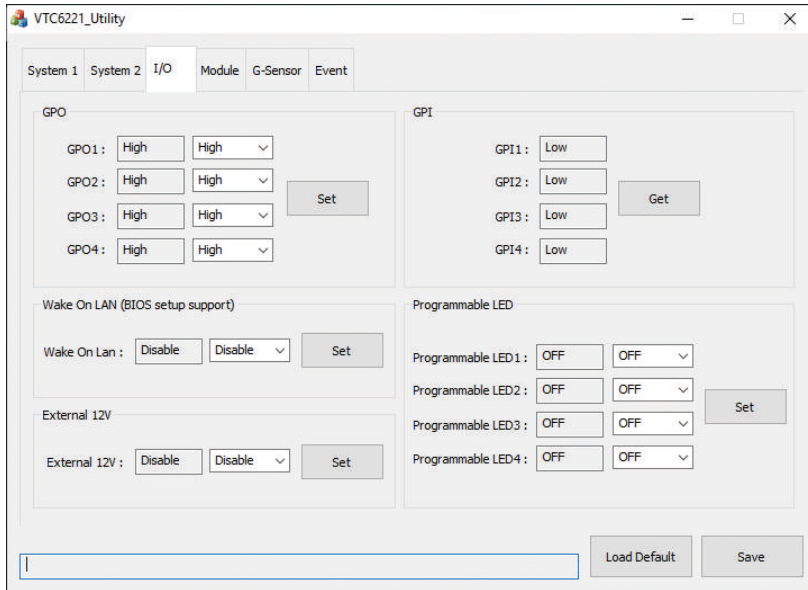 VTC6221_Utility
System 1 System 2 I/O Module G-Sensor Event
GPO
GPO1: High High
GPO2: High High
GPO3: High High
GPO4: High High
Set
GPI
GPI1: Low
GPI2: Low
GPI3: Low
GPI4: Low
Get
Wake On LAN (BIOS setup support)
Wake On Lan: Disable Disable Set
External 12V
External 12V: Disable Disable Set
Programmable LED
Programmable LED1: OFF OFF
Programmable LED2: OFF OFF
Programmable LED3: OFF OFF
Programmable LED4: OFF OFF
Set
Load Default Save